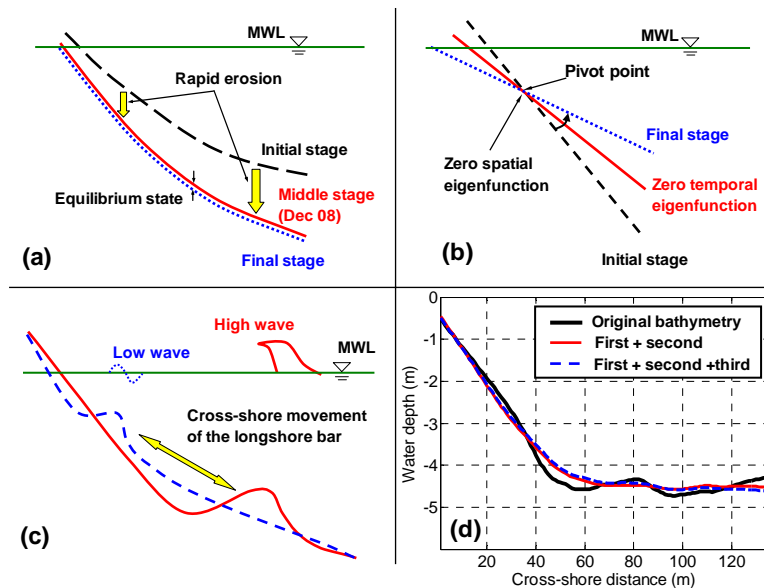 MWL
Rapid erosion
Initial stage
Equilibrium state
Middle stage
(Dec 08)
Final stage
(a)
MWL
Pivot point
Final stage
Zero spatial
eigenfunction
Zero temporal
eigenfunction
Initial stage
(b)
High wave
Low wave
MWL
Cross-shore movement
of the longshore bar
(c)
Original bathymetry
First + second
First + second +third
Water depth (m)
0
-1
-2
-3
-4
-5
20 40 60 80 100 120
Cross-shore distance (m)
(d)